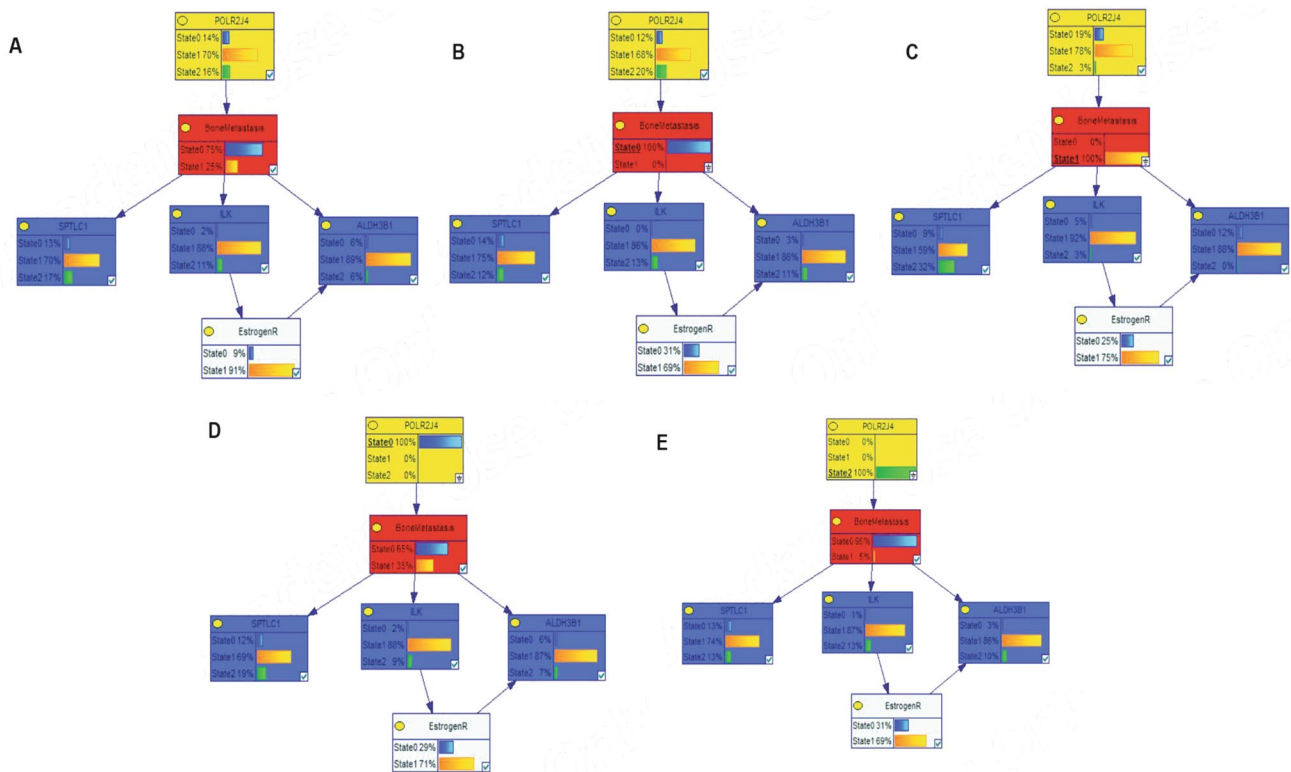 A
POLR2J4
State0 14%
State1 70%
State2 16%
BoneMetastasis
State0 75%
State1 25%
SPTLC1
State0 13%
State1 70%
State2 17%
ILK
State0 2%
State1 88%
State2 11%
ALDH3B1
State0 6%
State1 89%
State2 6%
EstrogenR
State0 9%
State1 91%
B
POLR2J4
State0 12%
State1 68%
State2 20%
BoneMetastasis
State0 100%
State1 0%
SPTLC1
State0 14%
State1 75%
State2 12%
ILK
State0 0%
State1 86%
State2 13%
ALDH3B1
State0 3%
State1 86%
State2 11%
EstrogenR
State0 31%
State1 69%
C
POLR2J4
State0 19%
State1 78%
State2 3%
BoneMetastasis
State0 0%
State1 100%
SPTLC1
State0 9%
State1 59%
State2 32%
ILK
State0 5%
State1 92%
State2 3%
ALDH3B1
State0 12%
State1 88%
State2 0%
EstrogenR
State0 25%
State1 75%
D
POLR2J4
State0 100%
State1 0%
State2 0%
BoneMetastasis
State0 65%
State1 35%
SPTLC1
State0 12%
State1 69%
State2 19%
ILK
State0 2%
State1 88%
State2 9%
ALDH3B1
State0 6%
State1 87%
State2 7%
EstrogenR
State0 29%
State1 71%
E
POLR2J4
State0 0%
State1 0%
State2 100%
BoneMetastasis
State0 95%
State1 5%
SPTLC1
State0 13%
State1 74%
State2 13%
ILK
State0 1%
State1 87%
State2 13%
ALDH3B1
State0 3%
State1 86%
State2 10%
EstrogenR
State0 31%
State1 69%